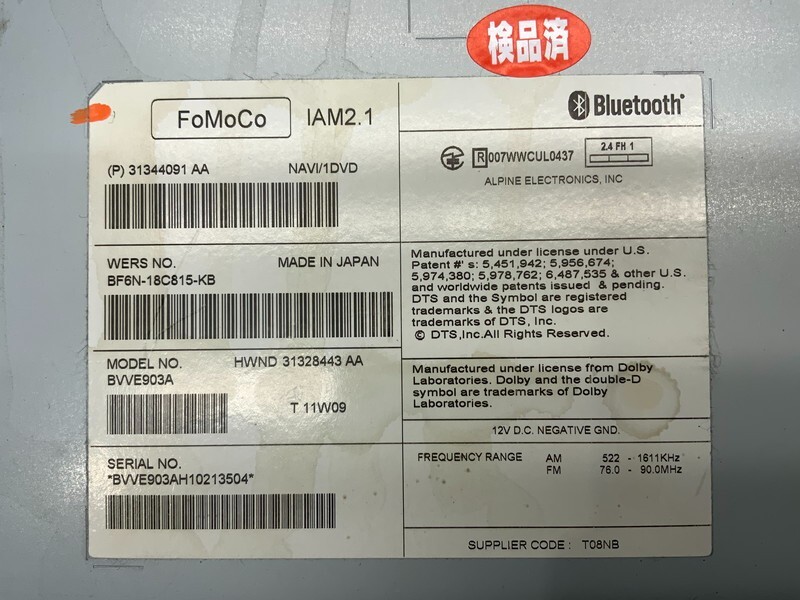 検品済
FoMoCo IAM2.1
(P) 31344091 AA NAVI/1DVD
WERS NO. MADE IN JAPAN
BF6N-18C815-KB
MODEL NO. HWND 31328443 AA
BVVE903A
T 11W09
SERIAL NO.
*BVVE903AH10213504*
Bluetooth
R 007WWCUL0437 2.4 FH 1
ALPINE ELECTRONICS, INC
Manufactured under license under U.S.
Patent #' s: 5,451,942; 5,956,674;
5,974,380; 5,978,762; 6,487,535 & other U.S.
and worldwide patents issued & pending.
DTS and the Symbol are registered
trademarks & the DTS logos are
trademarks of DTS, Inc.
© DTS,Inc.All Rights Reserved.
Manufactured under license from Dolby
Laboratories. Dolby and the double-D
symbol are trademarks of Dolby
Laboratories.
12V D.C. NEGATIVE GND.
FREQUENCY RANGE AM 522 - 1611KHz
FM 76.0 - 90.0MHz
SUPPLIER CODE : T08NB